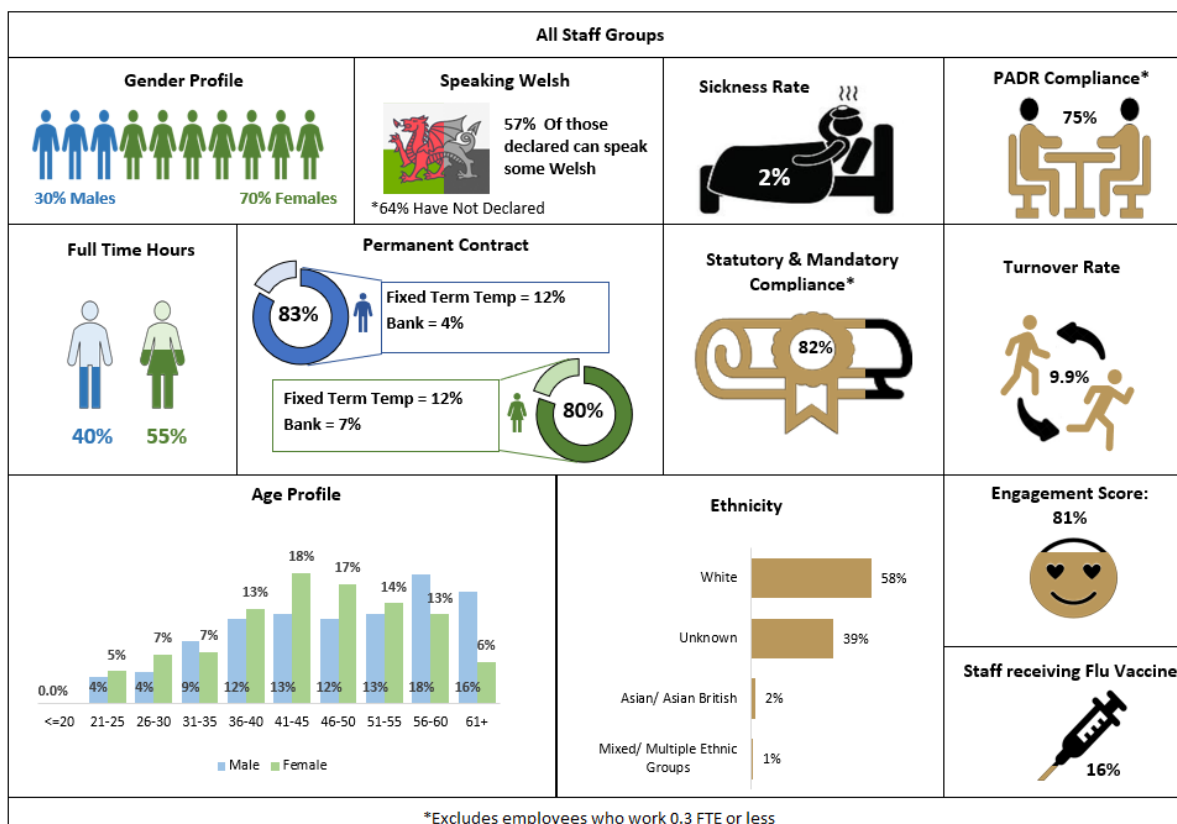 All Staff Groups
Gender Profile
30% Males
70% Females
Speaking Welsh
57% Of those
declared can speak
some Welsh
*64% Have Not Declared
Sickness Rate
2%
PADR Compliance*
75%
Full Time Hours
40%
55%
Permanent Contract
83%
Fixed Term Temp = 12%
Bank = 4%
Fixed Term Temp = 12%
Bank = 7%
80%
Statutory & Mandatory
Compliance*
82%
Turnover Rate
9.9%
Age Profile
18%
17%
14%
13%
13%
7%
7%
5%
6%
0.0%
4%
4%
9%
12%
13%
12%
13%
18%
16%
<=20
21-25
26-30
31-35
36-40
41-45
46-50
51-55
56-60
61+
Male
Female
Ethnicity
White
58%
Unknown
39%
Asian/ Asian British
2%
Mixed/ Multiple Ethnic
Groups
1%
Engagement Score:
81%
Staff receiving Flu Vaccine
16%
*Excludes employees who work 0.3 FTE or less